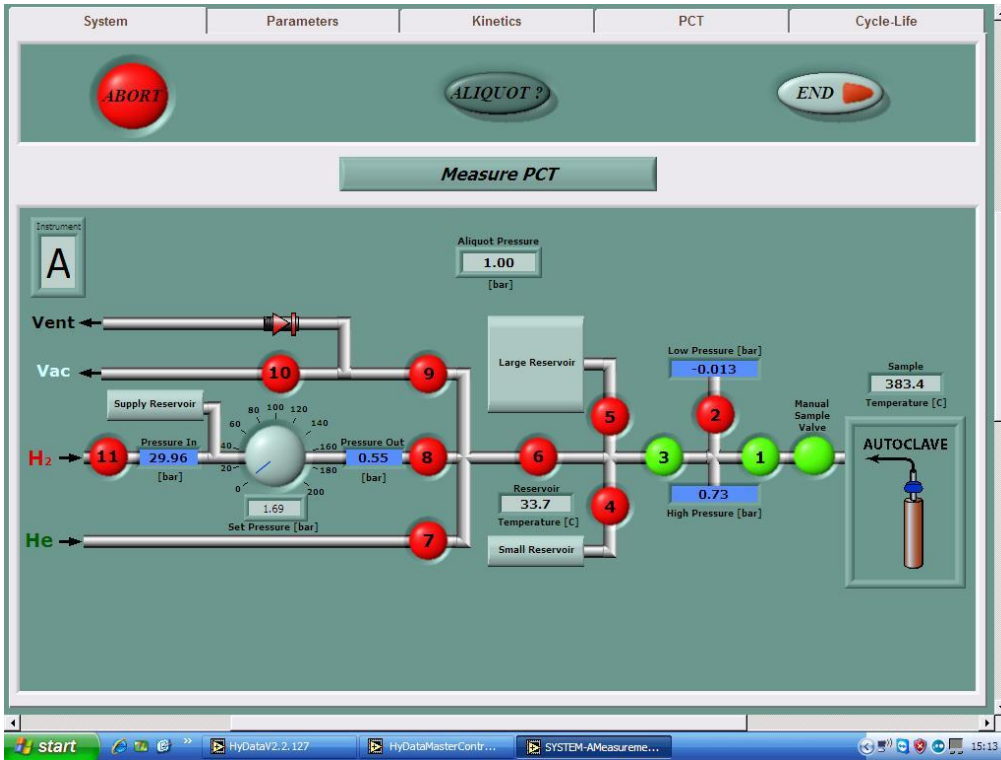 System Parameters Kinetics PCT Cycle-Life
ABORT ALIQUOT ? END
Measure PCT
Instrument
A
Aliquot Pressure
1.00
[bar]
Vent
Large Reservoir
Low Pressure [bar]
-0.013
Sample
383.4
Temperature [C]
Vac
10
9
Supply Reservoir
5
2
Manual
Sample
Valve
AUTOCLAVE
H₂
11
Pressure In
29.96
[bar]
0 20 40 60 80 100 120 140 160 180 200
1.69
Set Pressure [bar]
Pressure Out
0.55
[bar]
8
6
3
1
Reservoir
33.7
Temperature [C]
4
0.73
High Pressure [bar]
He
7
Small Reservoir
start HyDataV2.2.127 HyDataMasterContr... SYSTEM-AMeasureme... 15:13